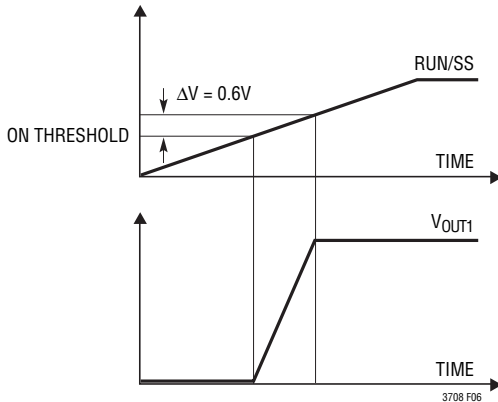 RUN/SS
ΔV = 0.6V
ON THRESHOLD
TIME
VOUT1
TIME
3708 F06